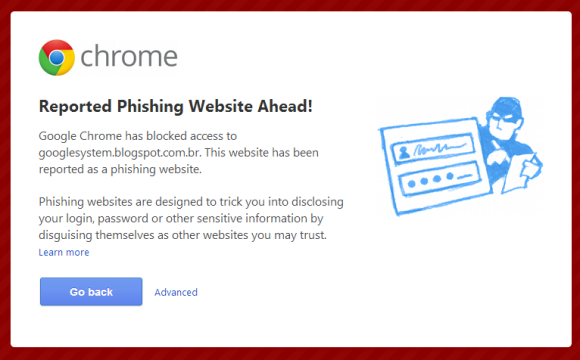 chrome
Reported Phishing Website Ahead!
Google Chrome has blocked access to
googlesystem.blogspot.com.br. This website has been
reported as a phishing website.
Phishing websites are designed to trick you into disclosing
your login, password or other sensitive information by
disguising themselves as other websites you may trust.
Learn more
Go back
Advanced